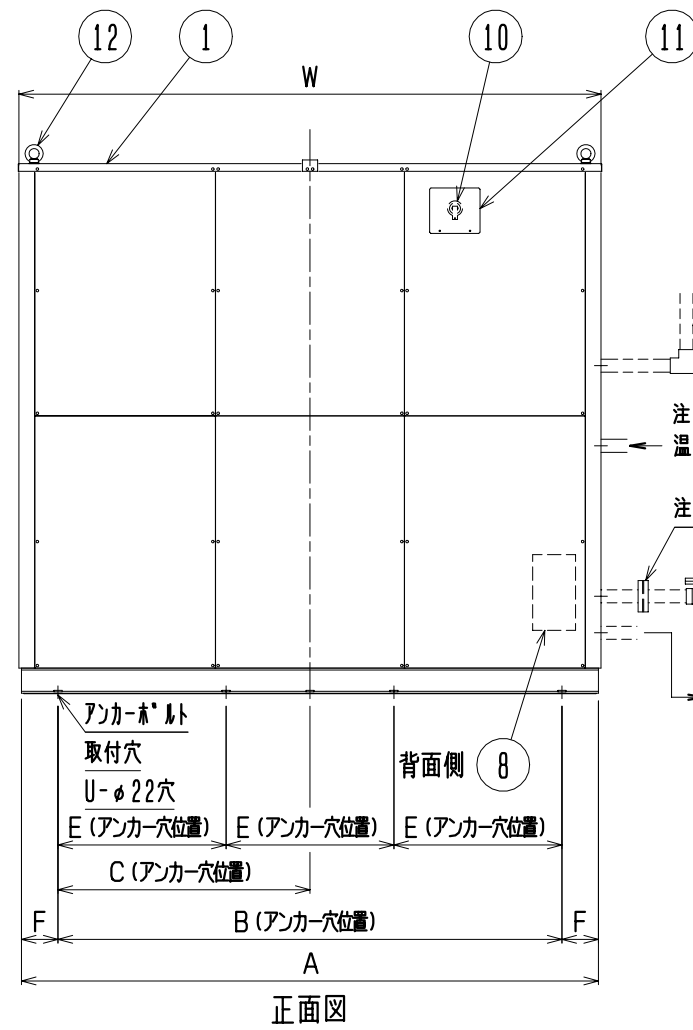 12 1 10 11
W
注
温
注
アンカーボルト
取付穴
U-φ22穴
背面側 8
E(アンカー穴位置) E(アンカー穴位置) E(アンカー穴位置)
C(アンカー穴位置)
F B(アンカー穴位置) F
A
正面図